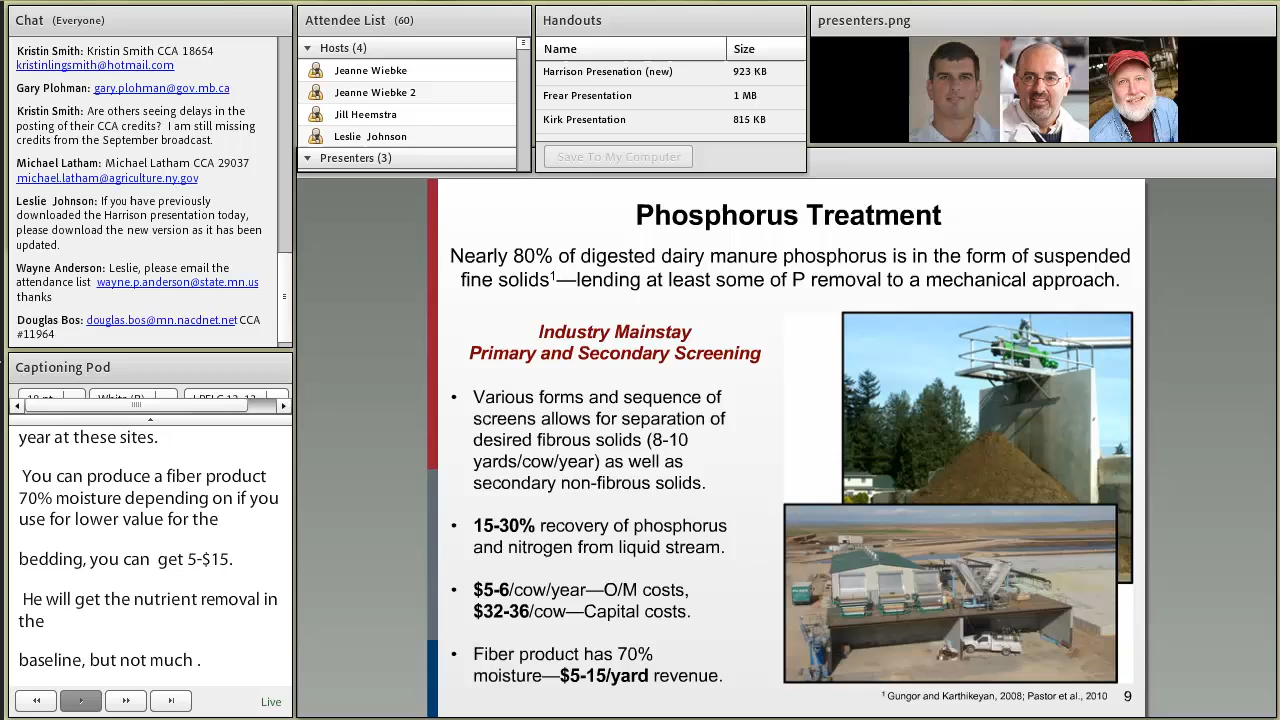 Chat (Everyone)
Kristin Smith: Kristin Smith CCA 18654
kristinlingsmith@hotmail.com
Gary Plohman: gary.plohman@gov.mb.ca
Kristin Smith: Are others seeing delays in the
posting of their CCA credits? I am still missing
credits from the September broadcast.
Michael Latham: Michael Latham CCA 29037
michael.latham@agriculture.ny.gov
Leslie Johnson: If you have previously
downloaded the Harrison presentation today,
please download the new version as it has been
updated.
Wayne Anderson: Leslie, please email the
attendance list wayne.p.anderson@state.mn.us
thanks
Douglas Bos: douglas.bos@mn.nacdnet.net CCA
#11964
Captioning Pod
year at these sites.
You can produce a fiber product
70% moisture depending on if you
use for lower value for the
bedding, you can get 5-$15.
He will get the nutrient removal in
the
baseline, but not much .
Live
Attendee List (60)
Hosts (4)
Jeanne Wiebke
Jeanne Wiebke 2
Jill Heemstra
Leslie Johnson
Presenters (3)
Handouts
Name Size
Harrison Presenation (new) 923 KB
Frear Presentation 1 MB
Kirk Presentation 815 KB
Save To My Computer
presenters.png
Phosphorus Treatment
Nearly 80% of digested dairy manure phosphorus is in the form of suspended
fine solids¹—lending at least some of P removal to a mechanical approach.
Industry Mainstay
Primary and Secondary Screening
• Various forms and sequence of
screens allows for separation of
desired fibrous solids (8-10
yards/cow/year) as well as
secondary non-fibrous solids.
• 15-30% recovery of phosphorus
and nitrogen from liquid stream.
• $5-6/cow/year—O/M costs,
$32-36/cow—Capital costs.
• Fiber product has 70%
moisture—$5-15/yard revenue.
¹ Gungor and Karthikeyan, 2008; Pastor et al., 2010 9